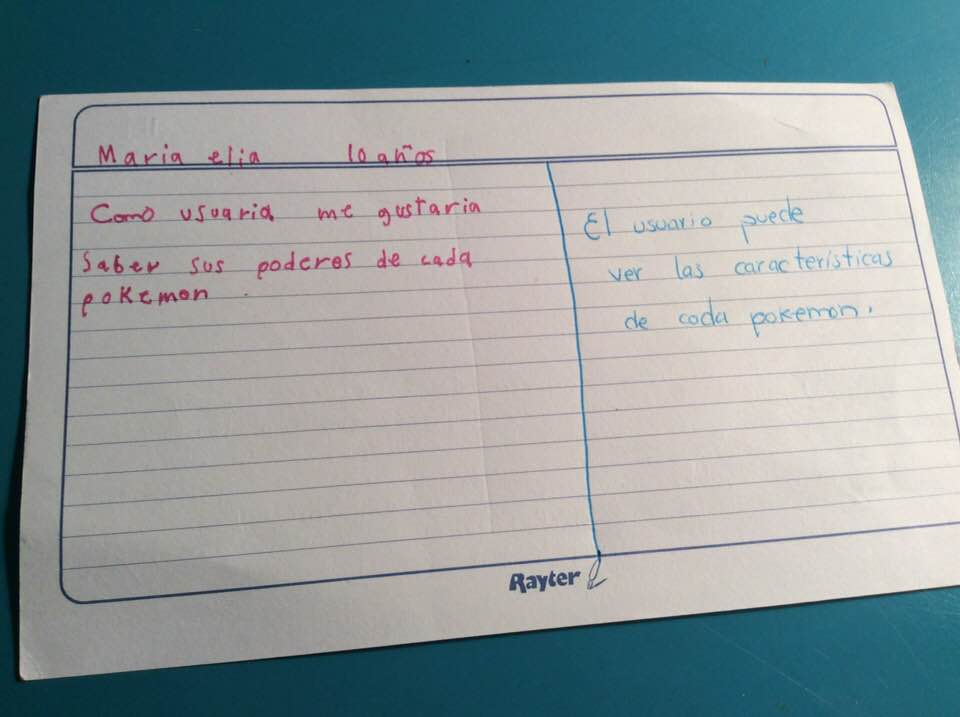 Maria elia 10 años
Como usuaria me gustaria
Saber sus poderes de cada
pokemon.
El usuario puede
ver las características
de cada pokemon.
Rayter